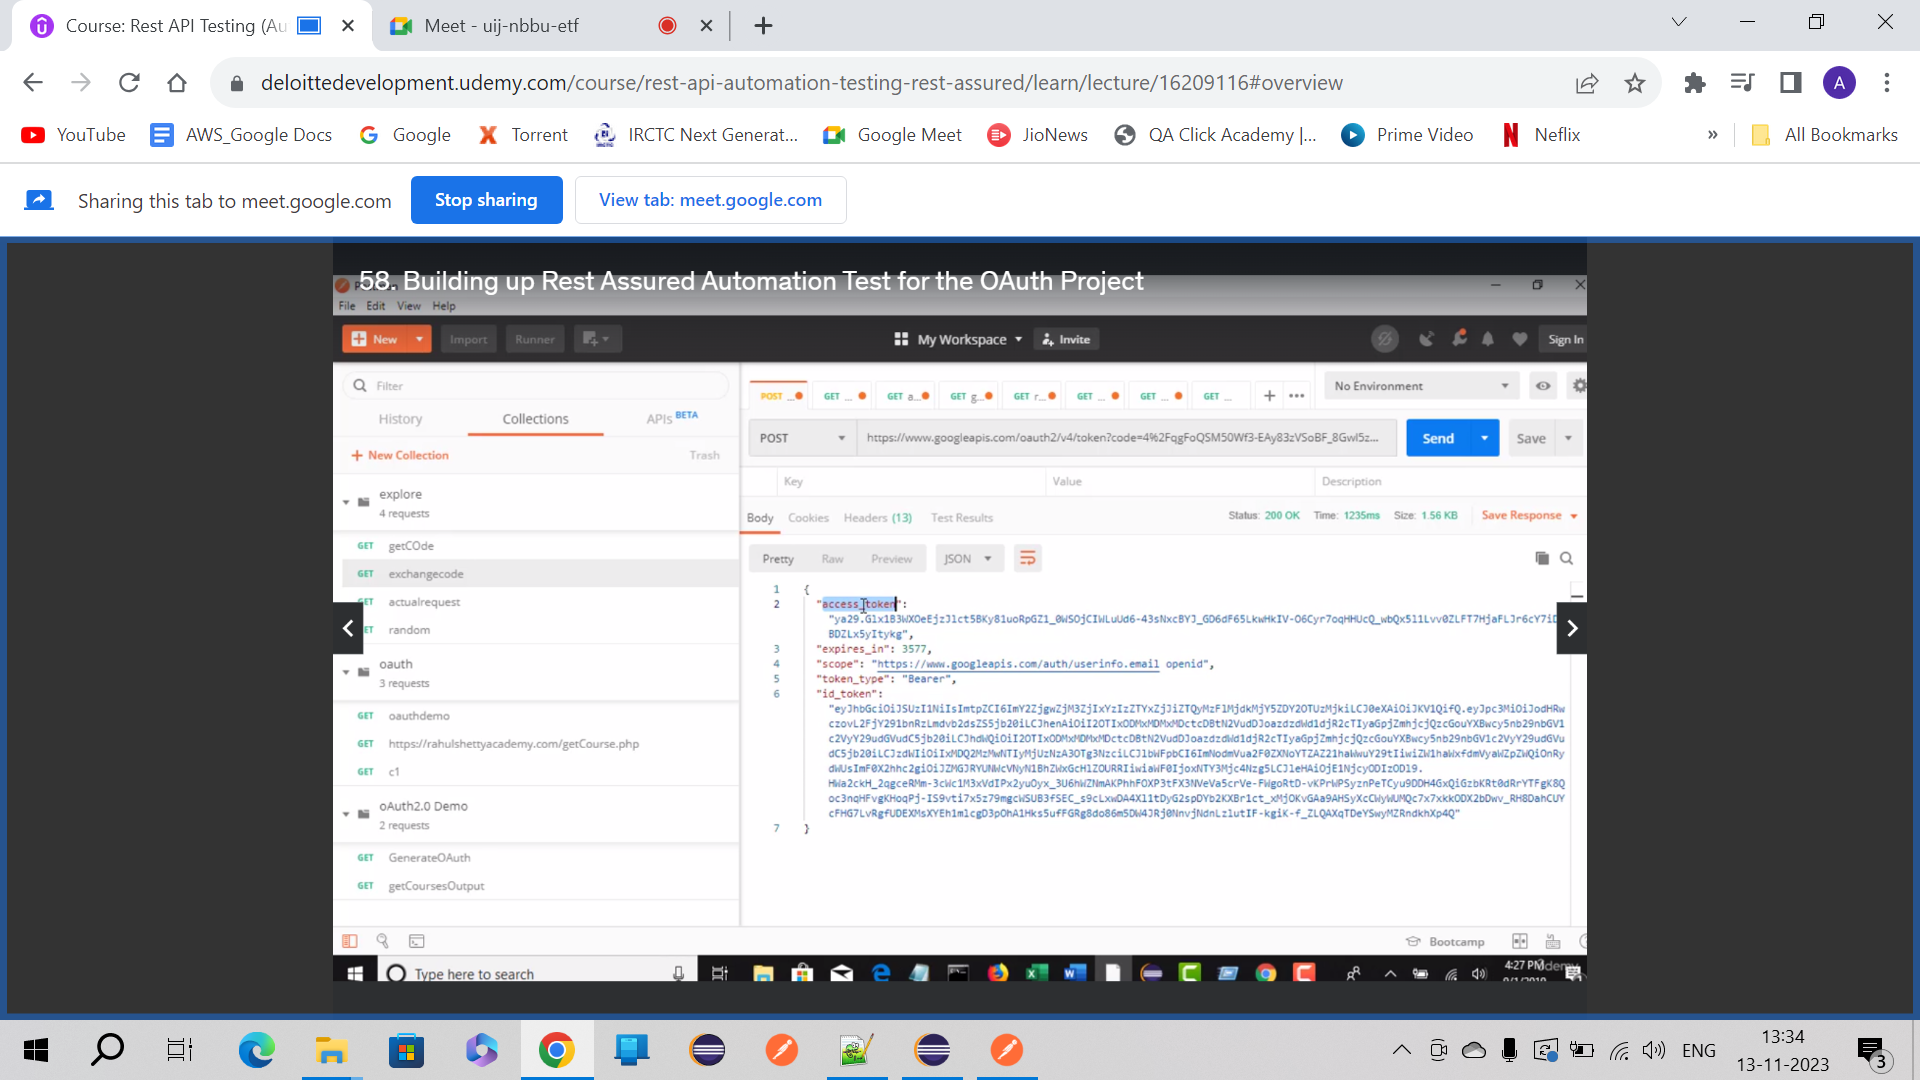 Course: Rest API Testing (Au
Meet - uij-nbbu-etf
deloittedevelopment.udemy.com/course/rest-api-automation-testing-rest-assured/learn/lecture/16209116#overview
A
YouTube AWS_Google Docs Google Torrent IRCTC Next Generat... Google Meet JioNews QA Click Academy |... Prime Video Neflix » All Bookmarks
Sharing this tab to meet.google.com Stop sharing View tab: meet.google.com
58. Building up Rest Assured Automation Test for the OAuth Project
File Edit View Help
New Import Runner My Workspace Invite Sign In
Filter
History Collections APIs BETA
+ New Collection Trash
explore
4 requests
GET getCOde
GET exchangecode
GET actualrequest
GET random
oauth
3 requests
GET oauthdemo
GET https://rahulshettyacademy.com/getCourse.php
GET c1
oAuth2.0 Demo
2 requests
GET GenerateOAuth
GET getCoursesOutput
POST ... GET ... GET a... GET g... GET r... GET ... GET ... GET ... + ••• No Environment
POST https://www.googleapis.com/oauth2/v4/token?code=4%2FqgFoQSM50Wf3-EAy83zVSoBF_8Gwl5z... Send Save
Key Value Description
Body Cookies Headers (13) Test Results Status: 200 OK Time: 1235ms Size: 1.56 KB Save Response
Pretty Raw Preview JSON
1 {
2 "access_token":
3 "expires_in": 3577,
4 "scope": "https://www.googleapis.com/auth/userinfo.email openid",
5 "token_type": "Bearer",
6 "id_token":
7 }
Bootcamp
Type here to search
4:27 PM
udemy
ENG
13:34
13-11-2023
3